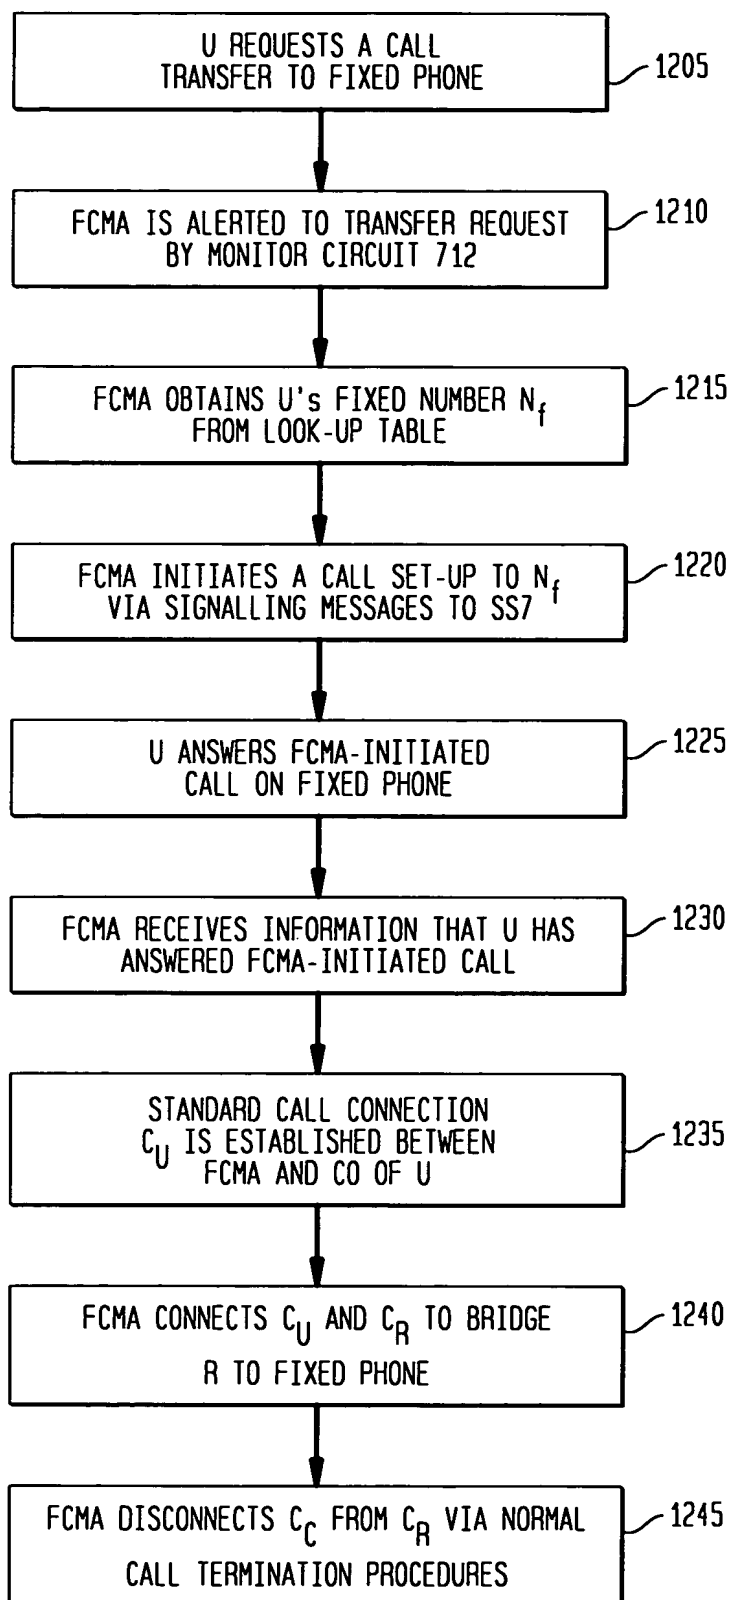 U REQUESTS A CALL
TRANSFER TO FIXED PHONE
1205
FCMA IS ALERTED TO TRANSFER REQUEST
BY MONITOR CIRCUIT 712
1210
FCMA OBTAINS U's FIXED NUMBER Nf
FROM LOOK-UP TABLE
1215
FCMA INITIATES A CALL SET-UP TO Nf
VIA SIGNALLING MESSAGES TO SS7
1220
U ANSWERS FCMA-INITIATED
CALL ON FIXED PHONE
1225
FCMA RECEIVES INFORMATION THAT U HAS
ANSWERED FCMA-INITIATED CALL
1230
STANDARD CALL CONNECTION
CU IS ESTABLISHED BETWEEN
FCMA AND CO OF U
1235
FCMA CONNECTS CU AND CR TO BRIDGE
R TO FIXED PHONE
1240
FCMA DISCONNECTS CC FROM CR VIA NORMAL
CALL TERMINATION PROCEDURES
1245